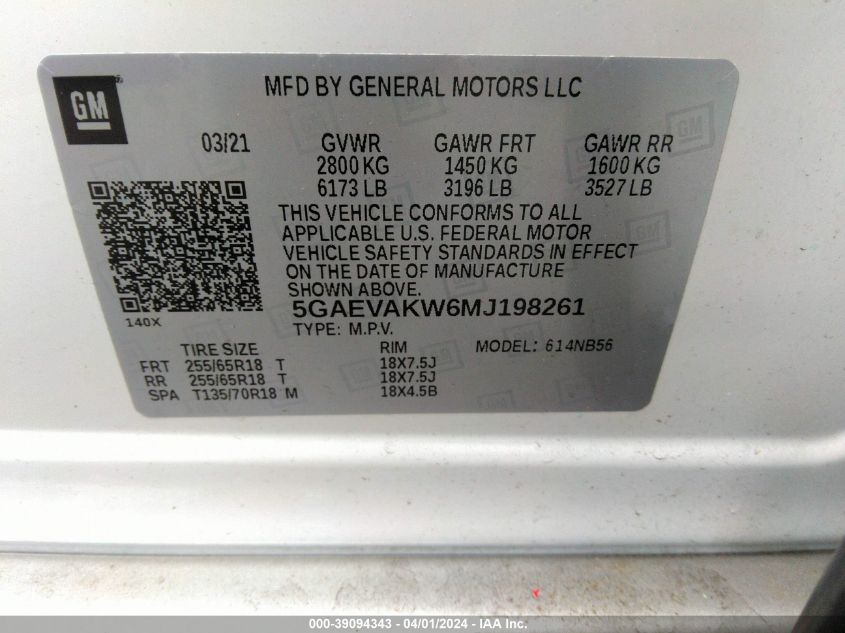 GM
MFD BY GENERAL MOTORS LLC
03/21 GVWR GAWR FRT GAWR RR
2800 KG 1450 KG 1600 KG
6173 LB 3196 LB 3527 LB
THIS VEHICLE CONFORMS TO ALL
APPLICABLE U.S. FEDERAL MOTOR
VEHICLE SAFETY STANDARDS IN EFFECT
ON THE DATE OF MANUFACTURE
SHOWN ABOVE.
140X
5GAEVAKW6MJ198261
TYPE: M.P.V.
TIRE SIZE RIM MODEL: 614NB56
FRT 255/65R18 T 18X7.5J
RR 255/65R18 T 18X7.5J
SPA T135/70R18 M 18X4.5B
000-39094343 - 04/01/2024 - IAA Inc.